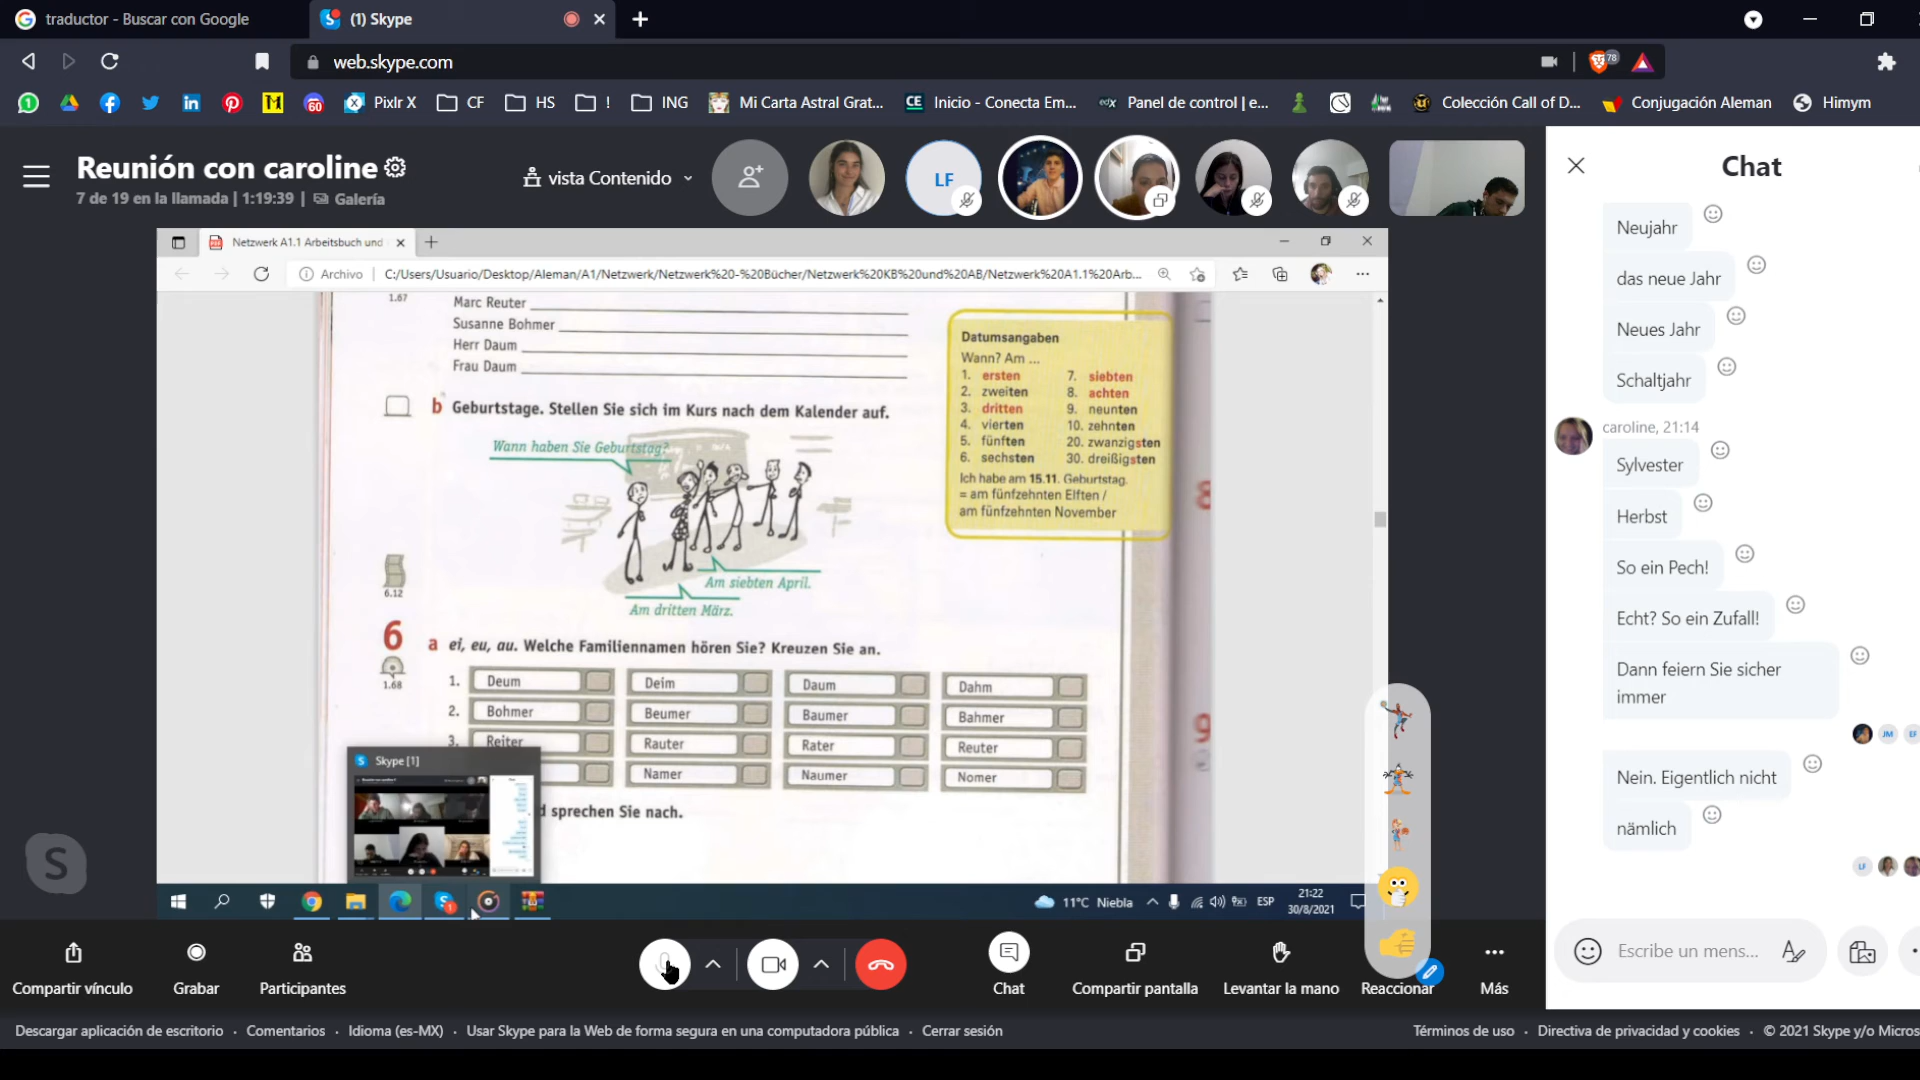 traductor - Buscar con Google
(1) Skype
web.skype.com
78
Pixlr X
CF
HS
!
ING
Mi Carta Astral Grat...
Inicio - Conecta Em...
Panel de control | e...
Colección Call of D...
Conjugación Aleman
Himym
Reunión con caroline
7 de 19 en la llamada | 1:19:39 | Galería
vista Contenido
LF
Chat
Netzwerk A1.1 Arbeitsbuch und
Archivo | C:/Users/Usuario/Desktop/Aleman/A1/Netzwerk/Netzwerk%20-%20Bücher/Netzwerk%20KB%20und%20AB/Netzwerk%20A1.1%20Arb...
1.67
Marc Reuter
Susanne Bohmer
Herr Daum
Frau Daum
b Geburtstage. Stellen Sie sich im Kurs nach dem Kalender auf.
Wann haben Sie Geburtstag?
Am siebten April.
Am dritten März.
6.12
Datumsangaben
Wann? Am ...
1. ersten 7. siebten
2. zweiten 8. achten
3. dritten 9. neunten
4. vierten 10. zehnten
5. fünften 20. zwanzigsten
6. sechsten 30. dreißigsten
Ich habe am 15.11. Geburtstag.
= am fünfzehnten Elften /
am fünfzehnten November
6 a ei, eu, au. Welche Familiennamen hören Sie? Kreuzen Sie an.
1.68
1. Deum Deim Daum Dahm
2. Bohmer Beumer Baumer Bahmer
3. Reiter Rauter Rater Reuter
Namer Naumer Nomer
d sprechen Sie nach.
Skype [1]
11°C Niebla
ESP
21:22
30/8/2021
Neujahr
das neue Jahr
Neues Jahr
Schaltjahr
caroline, 21:14
Sylvester
Herbst
So ein Pech!
Echt? So ein Zufall!
Dann feiern Sie sicher
immer
JM
EF
Nein. Eigentlich nicht
nämlich
LF
Escribe un mens...
Compartir vínculo
Grabar
Participantes
Chat
Compartir pantalla
Levantar la mano
Reaccionar
Más
Descargar aplicación de escritorio · Comentarios · Idioma (es-MX) · Usar Skype para la Web de forma segura en una computadora pública · Cerrar sesión
Términos de uso · Directiva de privacidad y cookies · © 2021 Skype y/o Micros